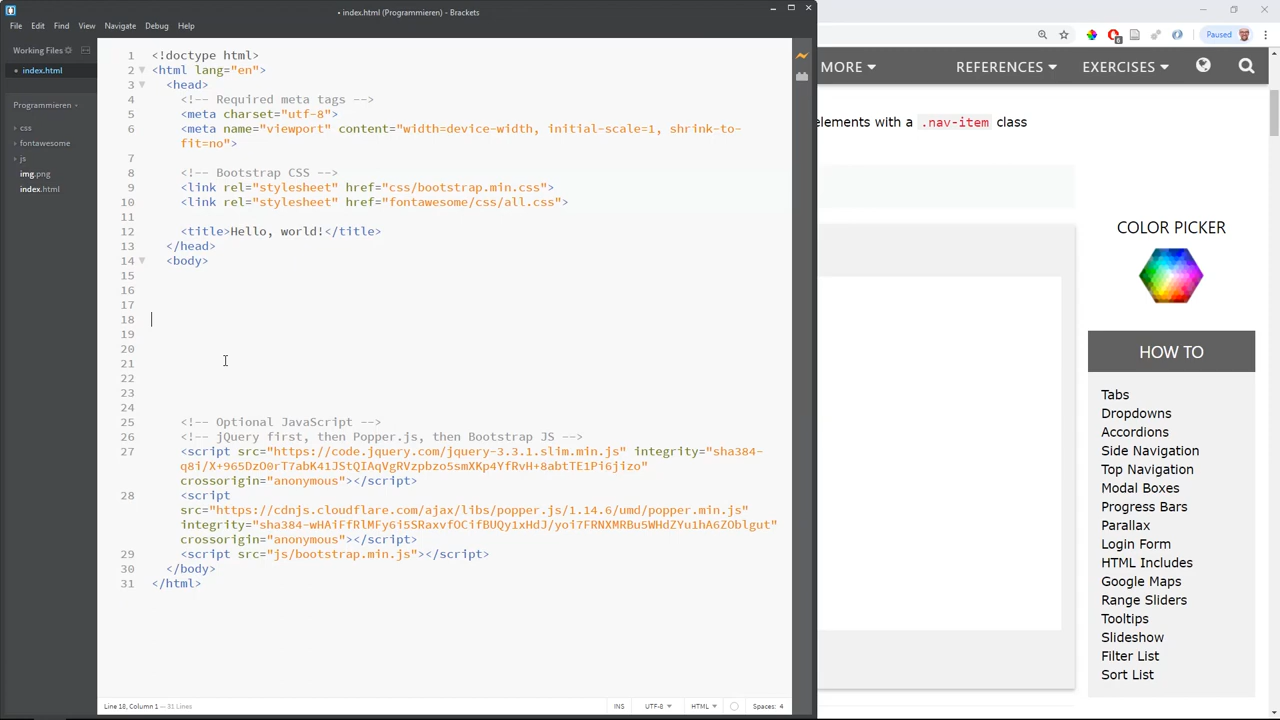 • index.html (Programmieren) - Brackets
File Edit Find View Navigate Debug Help
Working Files
• index.html
Programmieren
css
fontawesome
js
img.png
index.html
1 <!doctype html>
2 <html lang="en">
3 <head>
4 <!-- Required meta tags -->
5 <meta charset="utf-8">
6 <meta name="viewport" content="width=device-width, initial-scale=1, shrink-to-
fit=no">
7
8 <!-- Bootstrap CSS -->
9 <link rel="stylesheet" href="css/bootstrap.min.css">
10 <link rel="stylesheet" href="fontawesome/css/all.css">
11
12 <title>Hello, world!</title>
13 </head>
14 <body>
15
16
17
18
19
20
21
22
23
24
25 <!-- Optional JavaScript -->
26 <!-- jQuery first, then Popper.js, then Bootstrap JS -->
27 <script src="https://code.jquery.com/jquery-3.3.1.slim.min.js" integrity="sha384-
q8i/X+965DzO0rT7abK41JStQIAqVgRVzpbzo5smXKp4YfRvH+8abtTE1Pi6jizo"
crossorigin="anonymous"></script>
28 <script
src="https://cdnjs.cloudflare.com/ajax/libs/popper.js/1.14.6/umd/popper.min.js"
integrity="sha384-wHAiFfRlMFy6i5SRaxvfOCifBUQy1xHdJ/yoi7FRNXMRBu5WHdZYu1hA6ZOblgut"
crossorigin="anonymous"></script>
29 <script src="js/bootstrap.min.js"></script>
30 </body>
31 </html>
Line 18, Column 1 — 31 Lines
INS UTF-8 HTML Spaces: 4
Paused
MORE REFERENCES EXERCISES
elements with a .nav-item class
COLOR PICKER
HOW TO
Tabs
Dropdowns
Accordions
Side Navigation
Top Navigation
Modal Boxes
Progress Bars
Parallax
Login Form
HTML Includes
Google Maps
Range Sliders
Tooltips
Slideshow
Filter List
Sort List